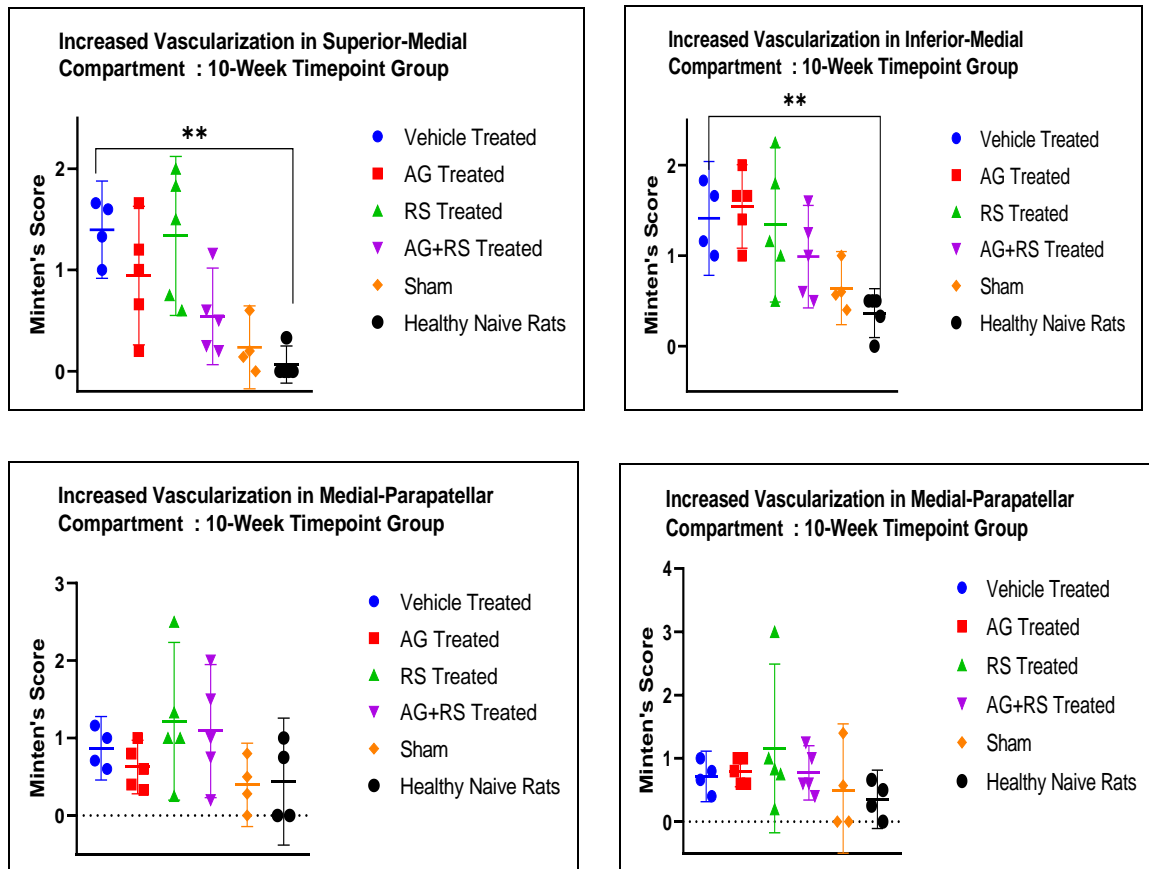 Increased Vascularization in Superior-Medial
Compartment : 10-Week Timepoint Group
**
Minten's Score
2
1
0
Vehicle Treated
AG Treated
RS Treated
AG+RS Treated
Sham
Healthy Naive Rats
Increased Vascularization in Inferior-Medial
Compartment : 10-Week Timepoint Group
**
Minten's Score
2
1
0
Vehicle Treated
AG Treated
RS Treated
AG+RS Treated
Sham
Healthy Naive Rats
Increased Vascularization in Medial-Parapatellar
Compartment : 10-Week Timepoint Group
Minten's Score
3
2
1
0
Vehicle Treated
AG Treated
RS Treated
AG+RS Treated
Sham
Healthy Naive Rats
Increased Vascularization in Medial-Parapatellar
Compartment : 10-Week Timepoint Group
Minten's Score
4
3
2
1
0
Vehicle Treated
AG Treated
RS Treated
AG+RS Treated
Sham
Healthy Naive Rats